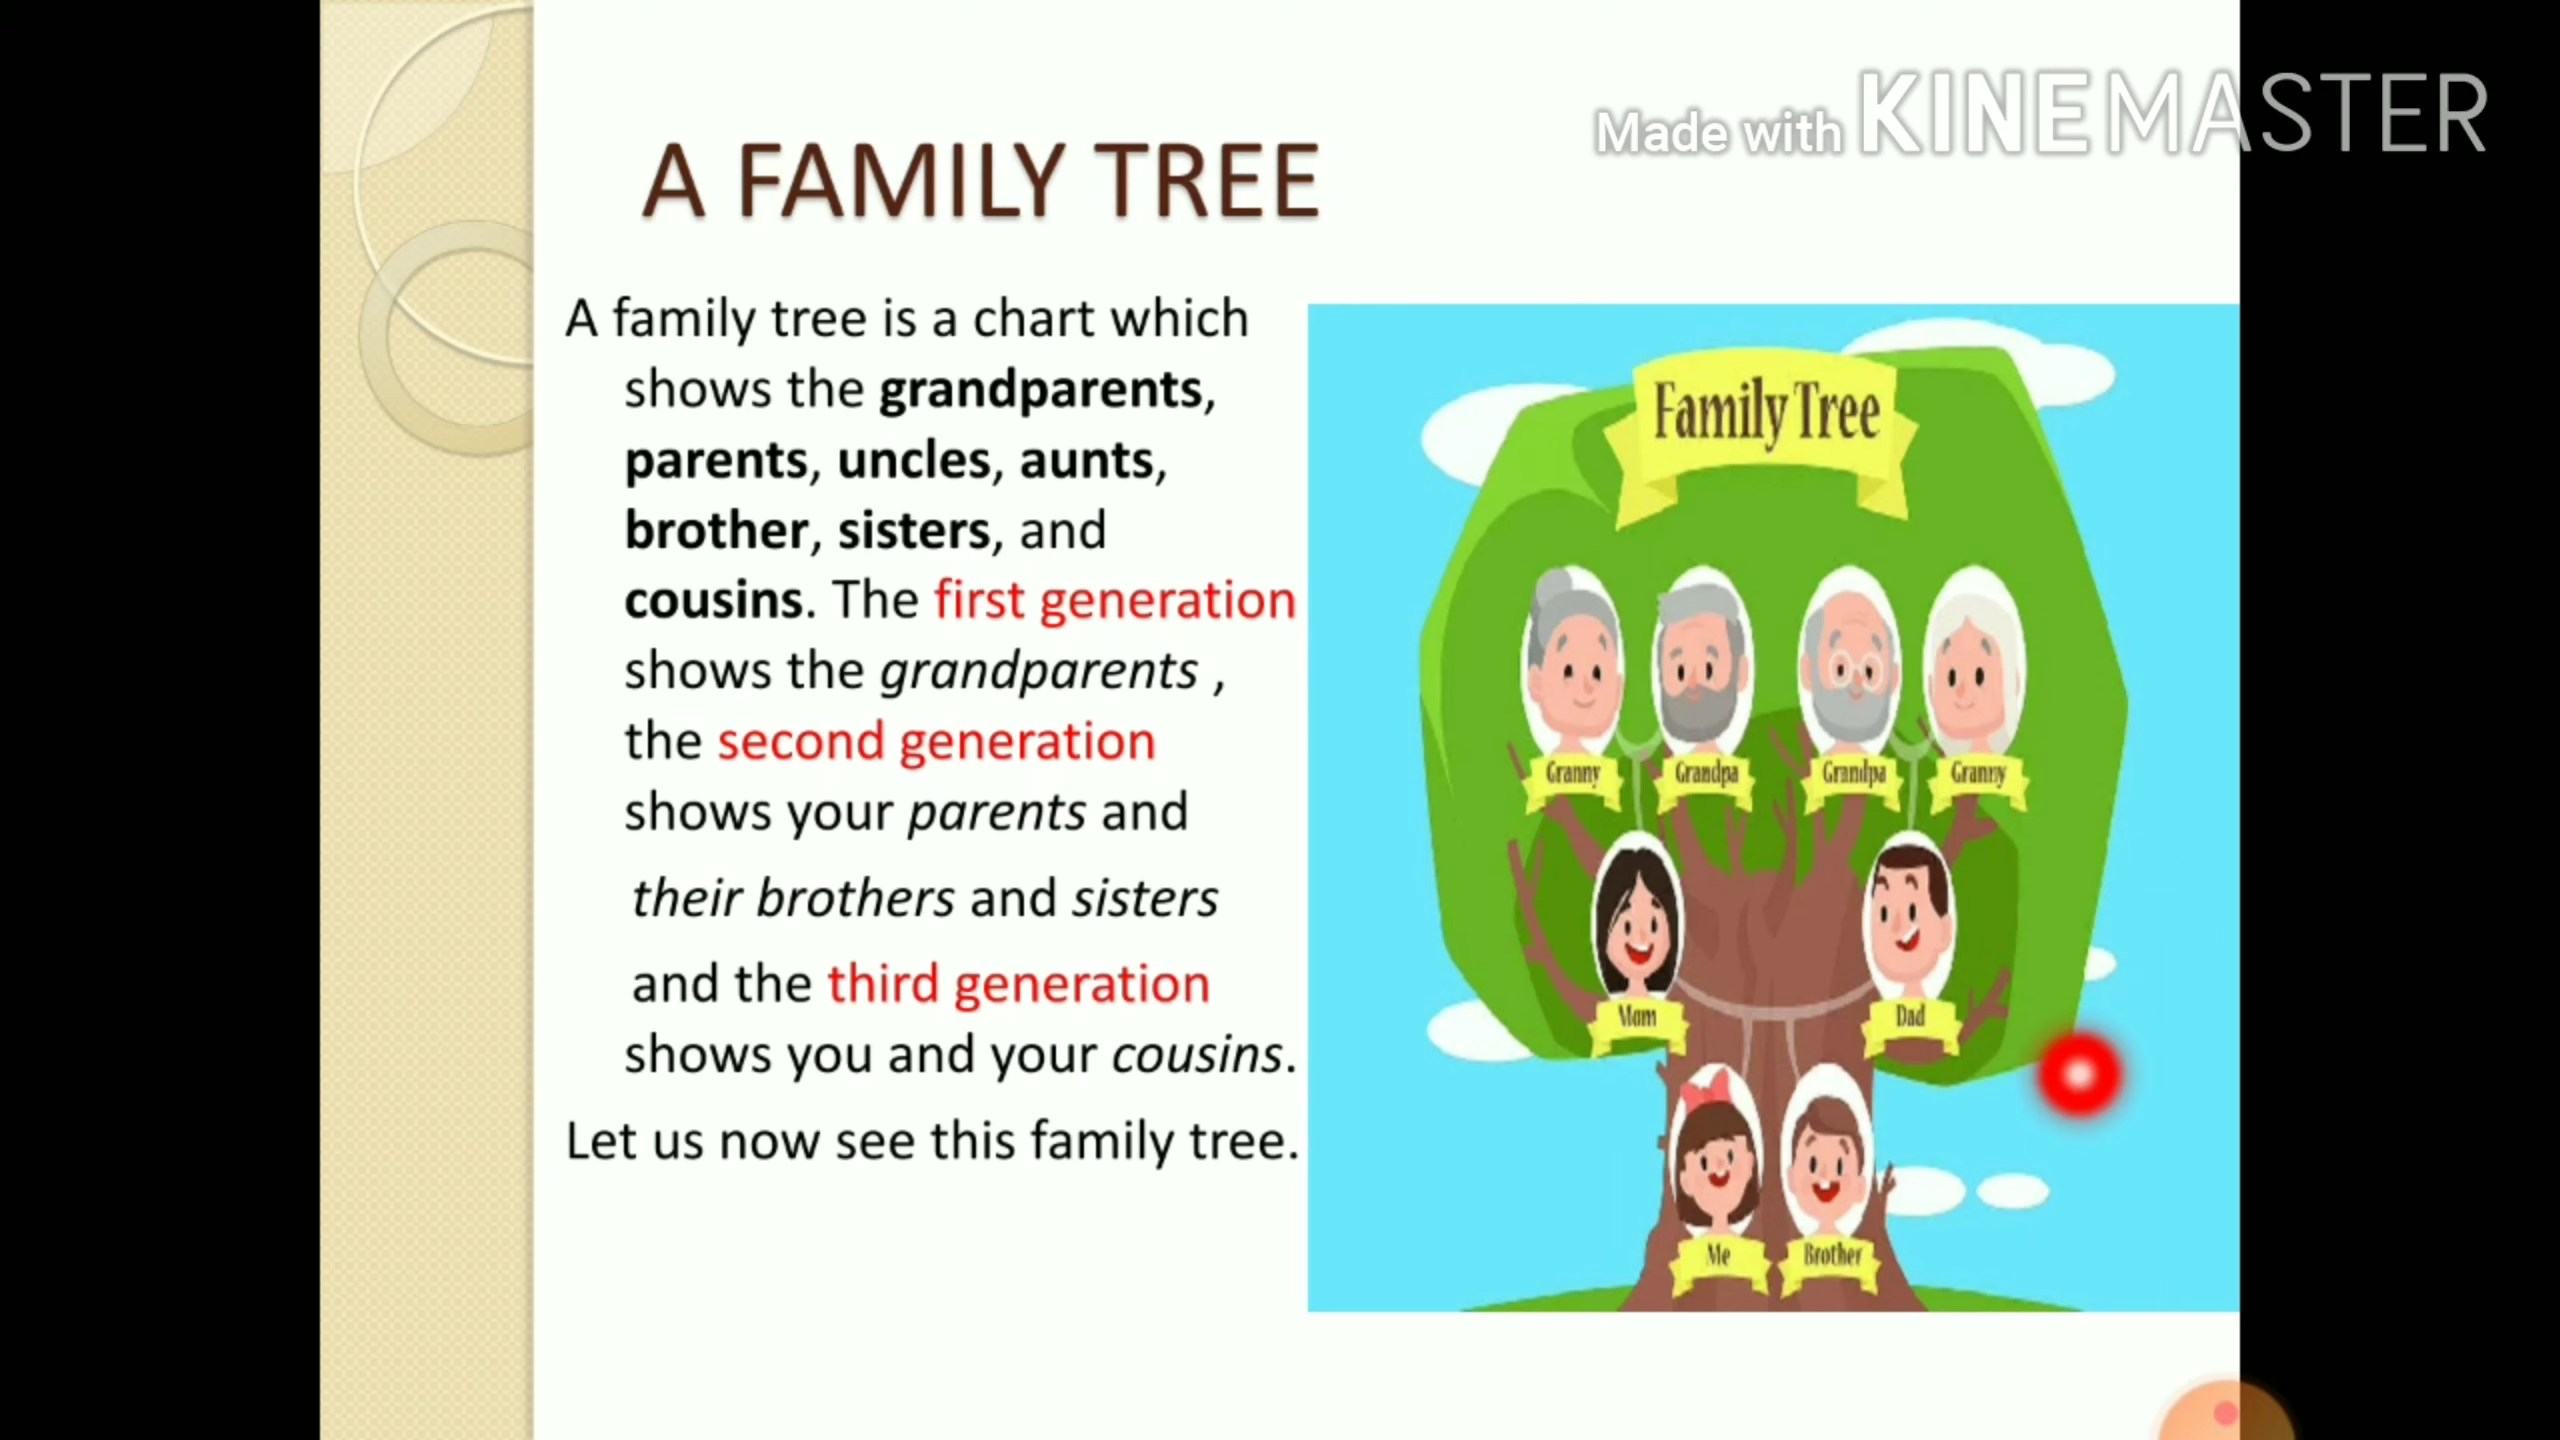 Made with KINEMASTER
A FAMILY TREE
A family tree is a chart which
shows the grandparents,
parents, uncles, aunts,
brother, sisters, and
cousins. The first generation
shows the grandparents ,
the second generation
shows your parents and
their brothers and sisters
and the third generation
shows you and your cousins.
Let us now see this family tree.
Family Tree
Granny Grandpa Grandpa Granny
Mom Dad
Me Brother